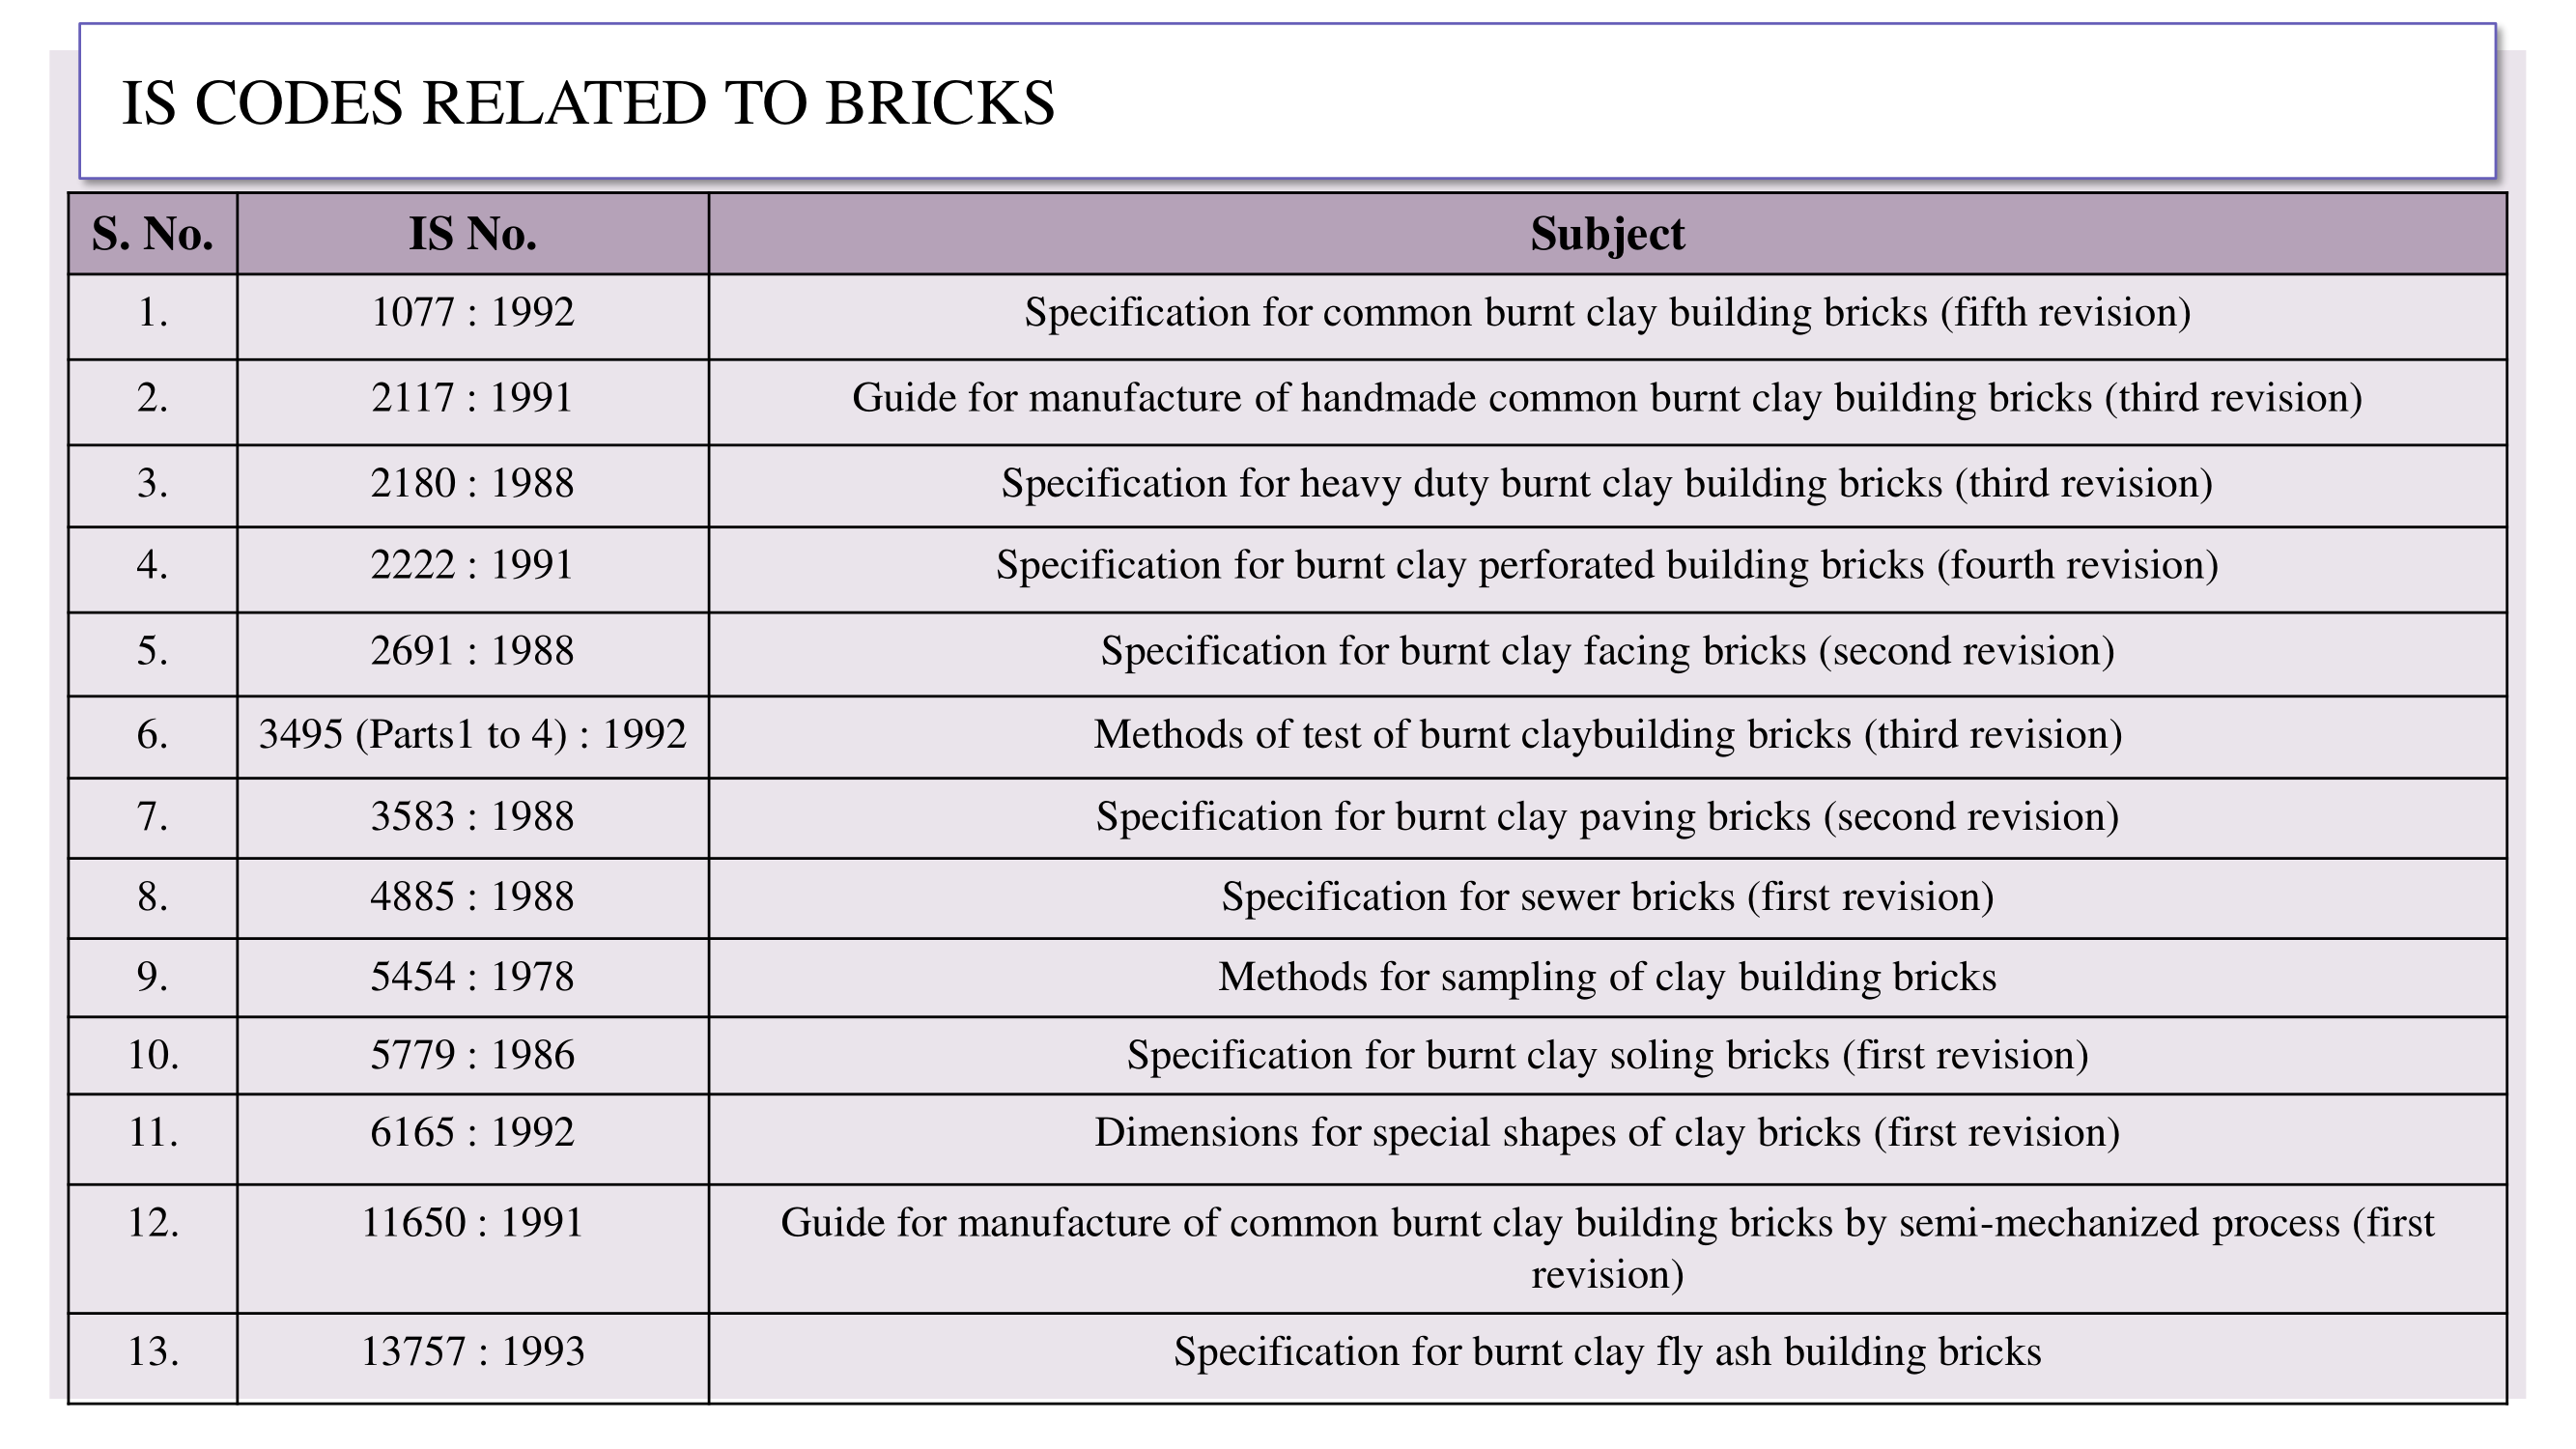 IS CODES RELATED TO BRICKS
S. No. IS No. Subject
1. 1077 : 1992 Specification for common burnt clay building bricks (fifth revision)
2. 2117 : 1991 Guide for manufacture of handmade common burnt clay building bricks (third revision)
3. 2180 : 1988 Specification for heavy duty burnt clay building bricks (third revision)
4. 2222 : 1991 Specification for burnt clay perforated building bricks (fourth revision)
5. 2691 : 1988 Specification for burnt clay facing bricks (second revision)
6. 3495 (Parts1 to 4) : 1992 Methods of test of burnt claybuilding bricks (third revision)
7. 3583 : 1988 Specification for burnt clay paving bricks (second revision)
8. 4885 : 1988 Specification for sewer bricks (first revision)
9. 5454 : 1978 Methods for sampling of clay building bricks
10. 5779 : 1986 Specification for burnt clay soling bricks (first revision)
11. 6165 : 1992 Dimensions for special shapes of clay bricks (first revision)
12. 11650 : 1991 Guide for manufacture of common burnt clay building bricks by semi-mechanized process (first
revision)
13. 13757 : 1993 Specification for burnt clay fly ash building bricks